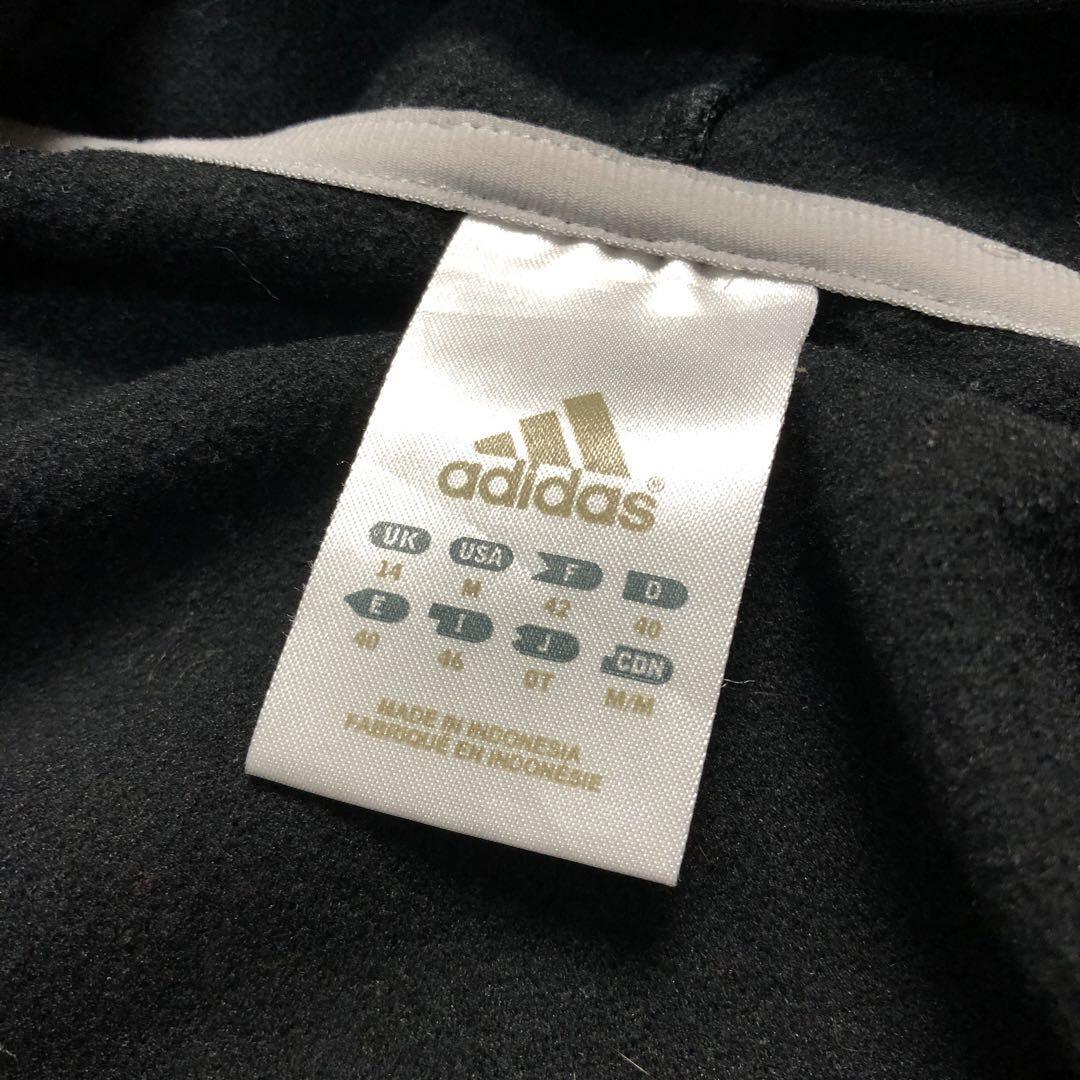 adidas®
UK USA F D
14 M 42 40
E I J CDN
40 46 OT M/M
MADE IN INDONESIA
FABRIQUÉ EN INDONÉSIE